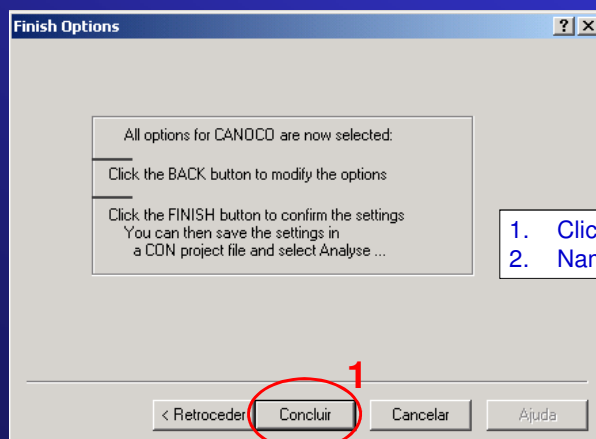 Finish Options
All options for CANOCO are now selected:
Click the BACK button to modify the options
Click the FINISH button to confirm the settings
You can then save the settings in
a CON project file and select Analyse ...
1.
2.
1
< Retroceder
Concluir
Cancelar
Ajuda